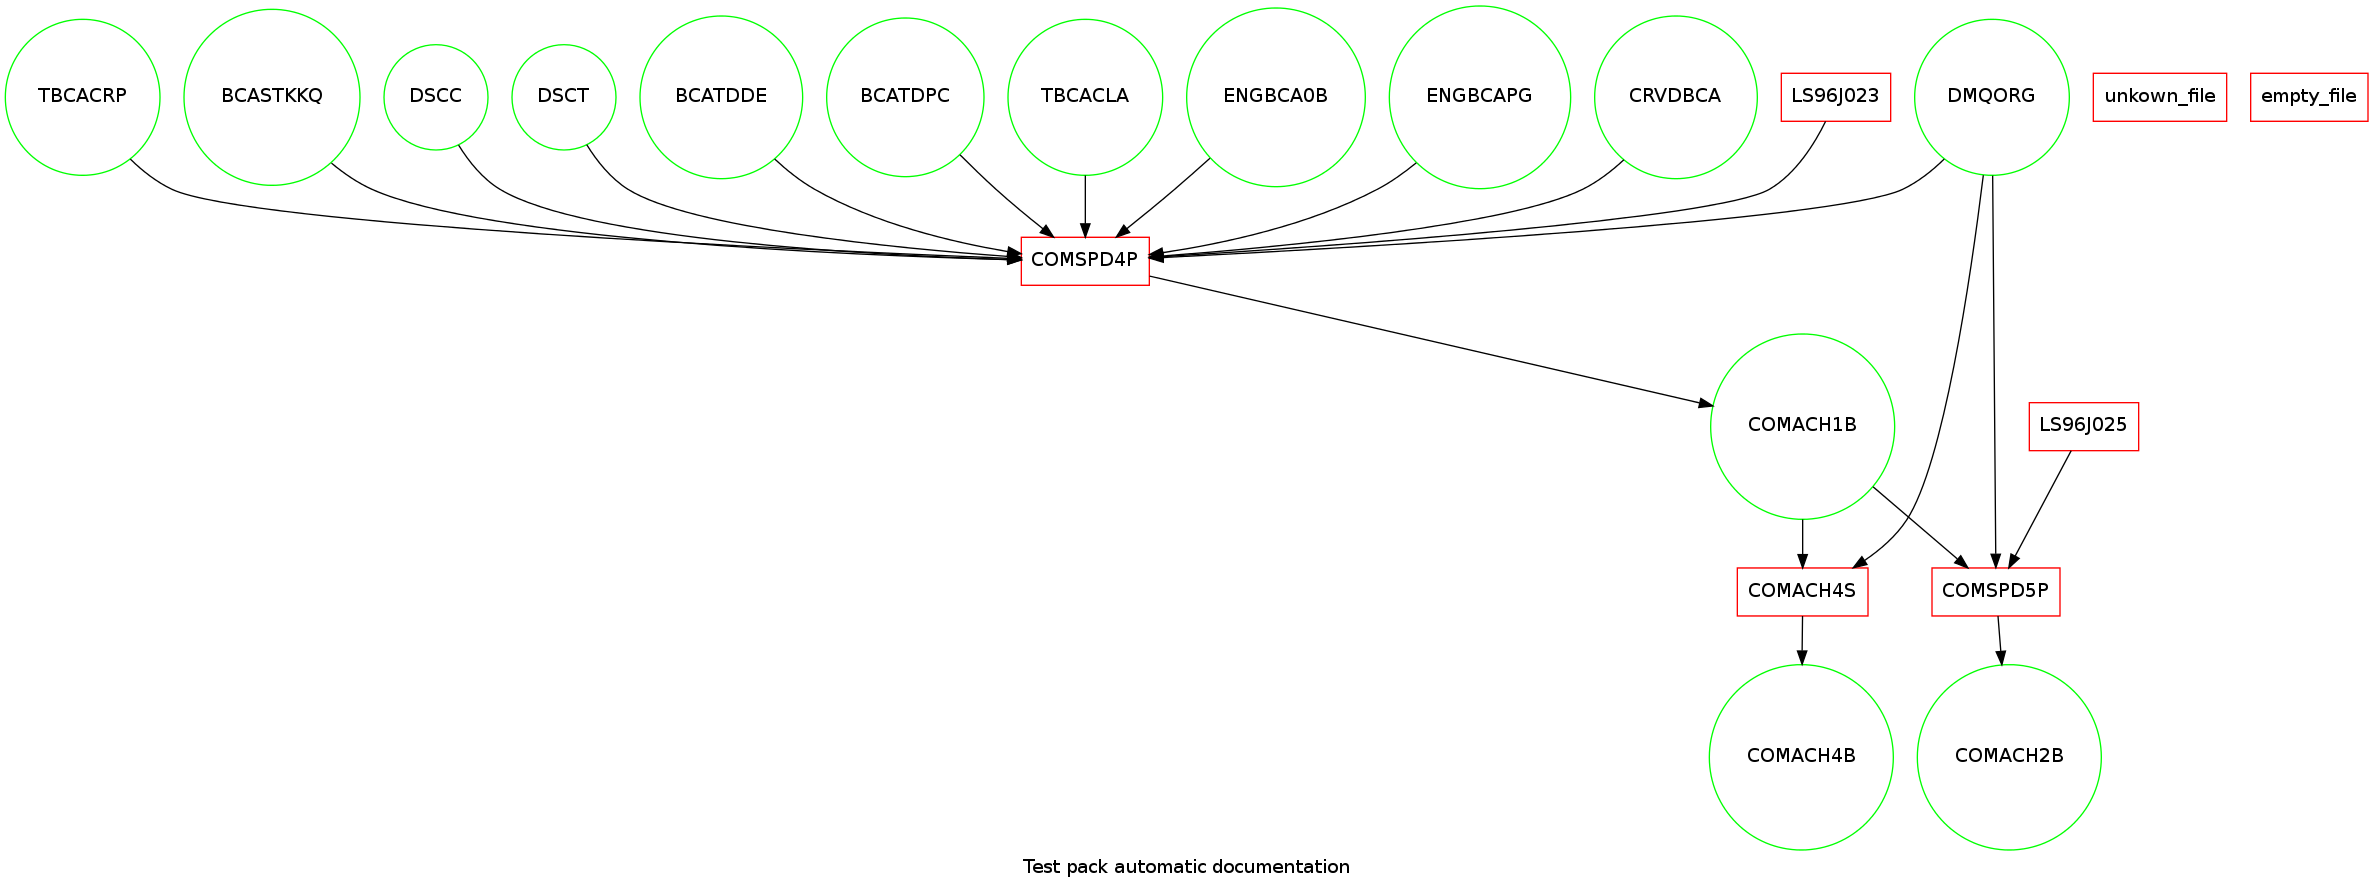 TBCACRP
BCASTKKQ
DSCC
DSCT
BCATDDE
BCATDPC
TBCACLA
ENGBCA0B
ENGBCAPG
CRVDBCA
LS96J023
DMQORG
unkown_file
empty_file
COMSPD4P
COMACH1B
LS96J025
COMACH4S
COMSPD5P
COMACH4B
COMACH2B
Test pack automatic documentation